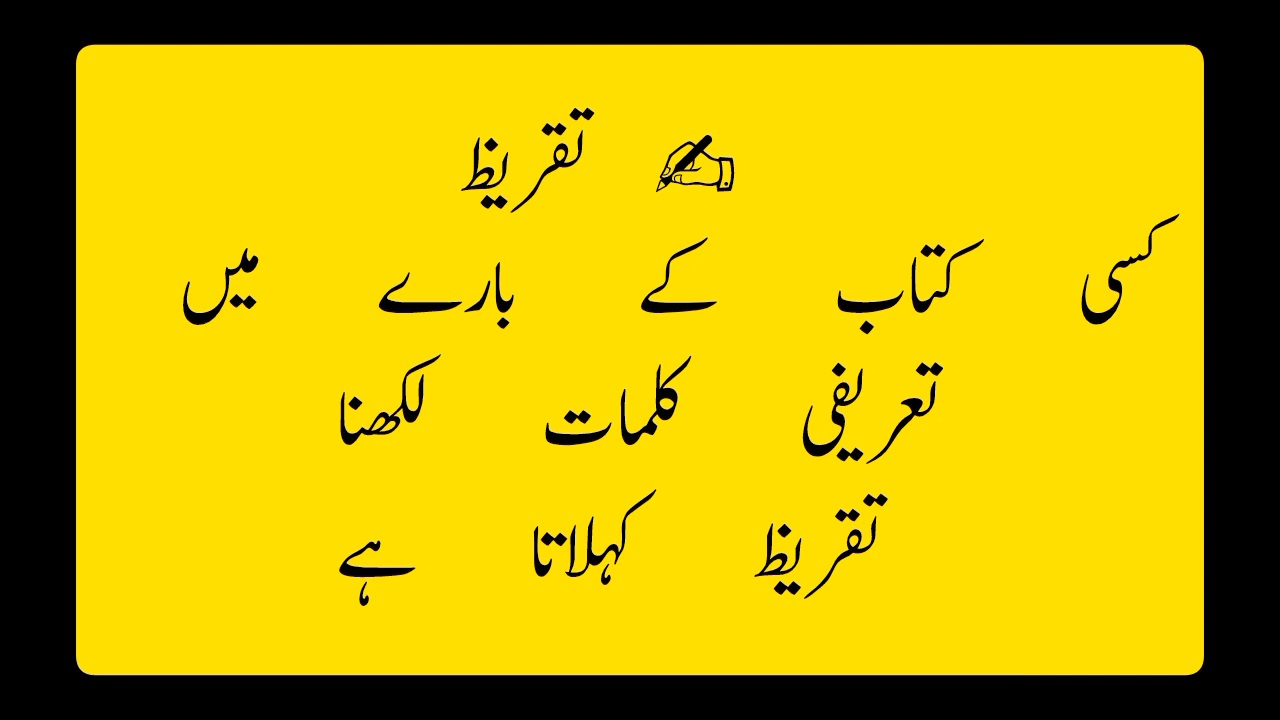 ✍ تقریظ
کسی کتاب کے بارے میں
تعریفی کلمات لکھنا
تقریظ کہلاتا ہے